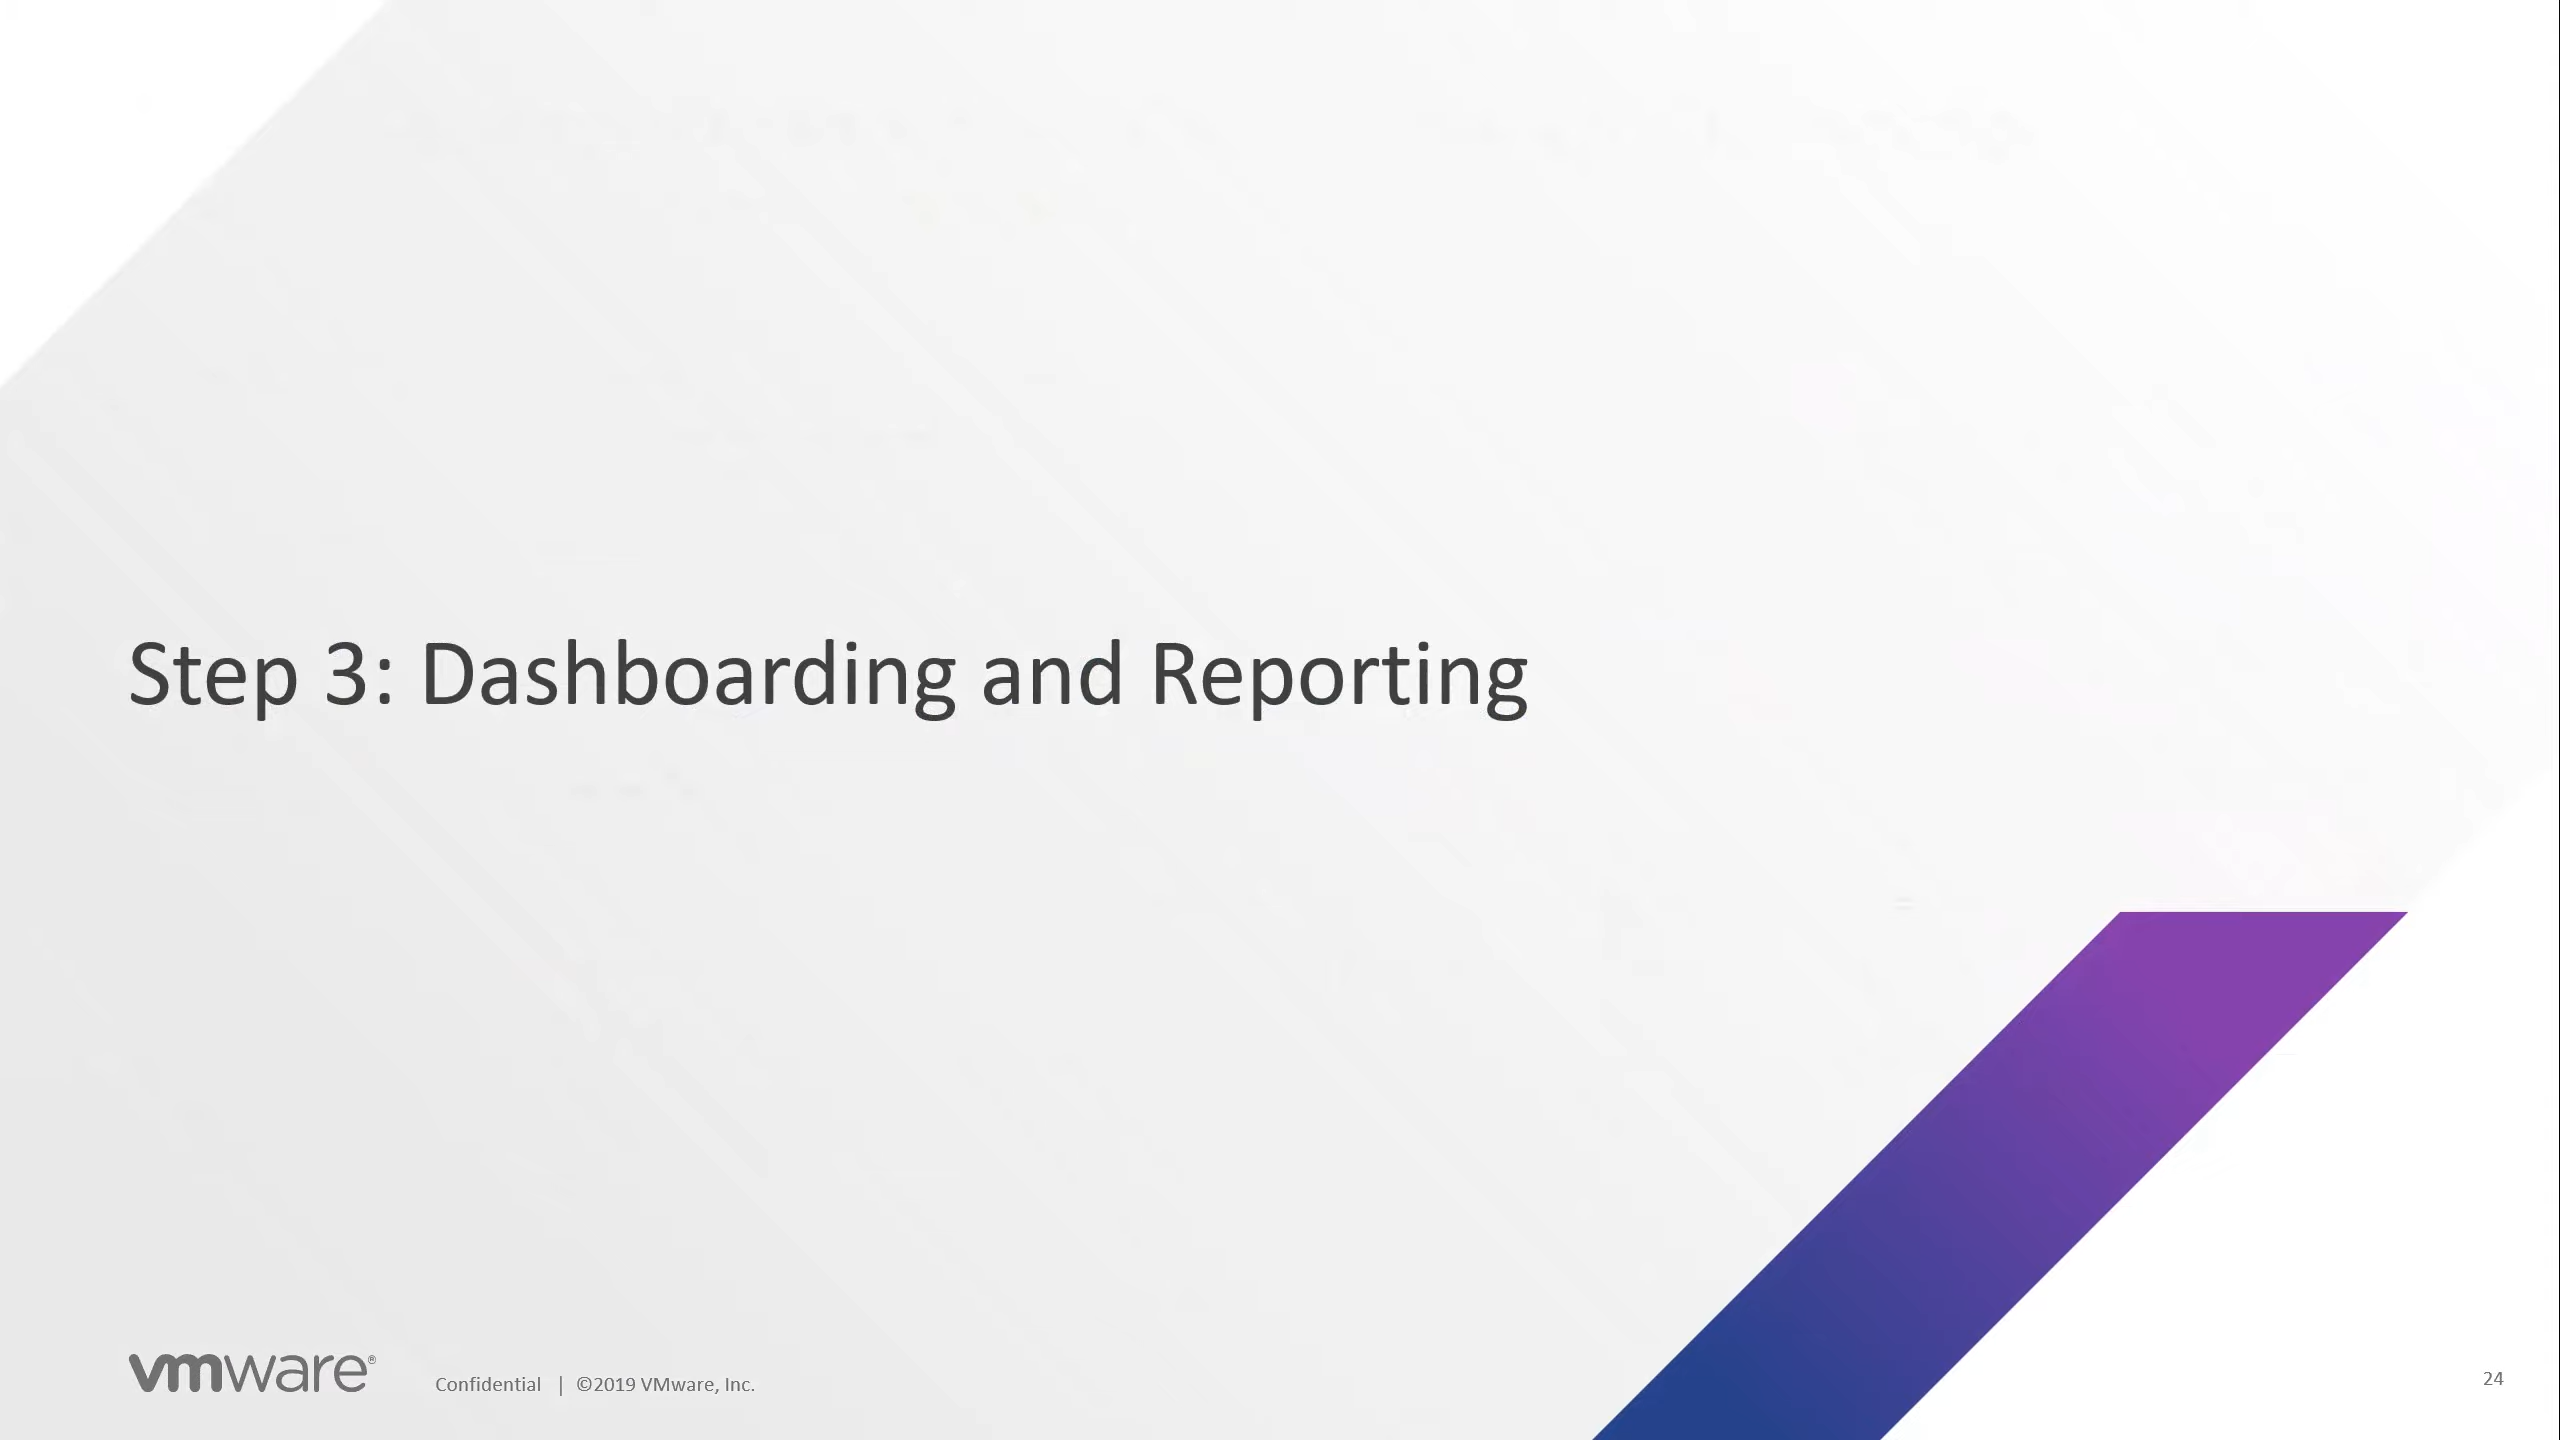 Step 3: Dashboarding and Reporting
vmware®
Confidential | ©2019 VMware, Inc.
24